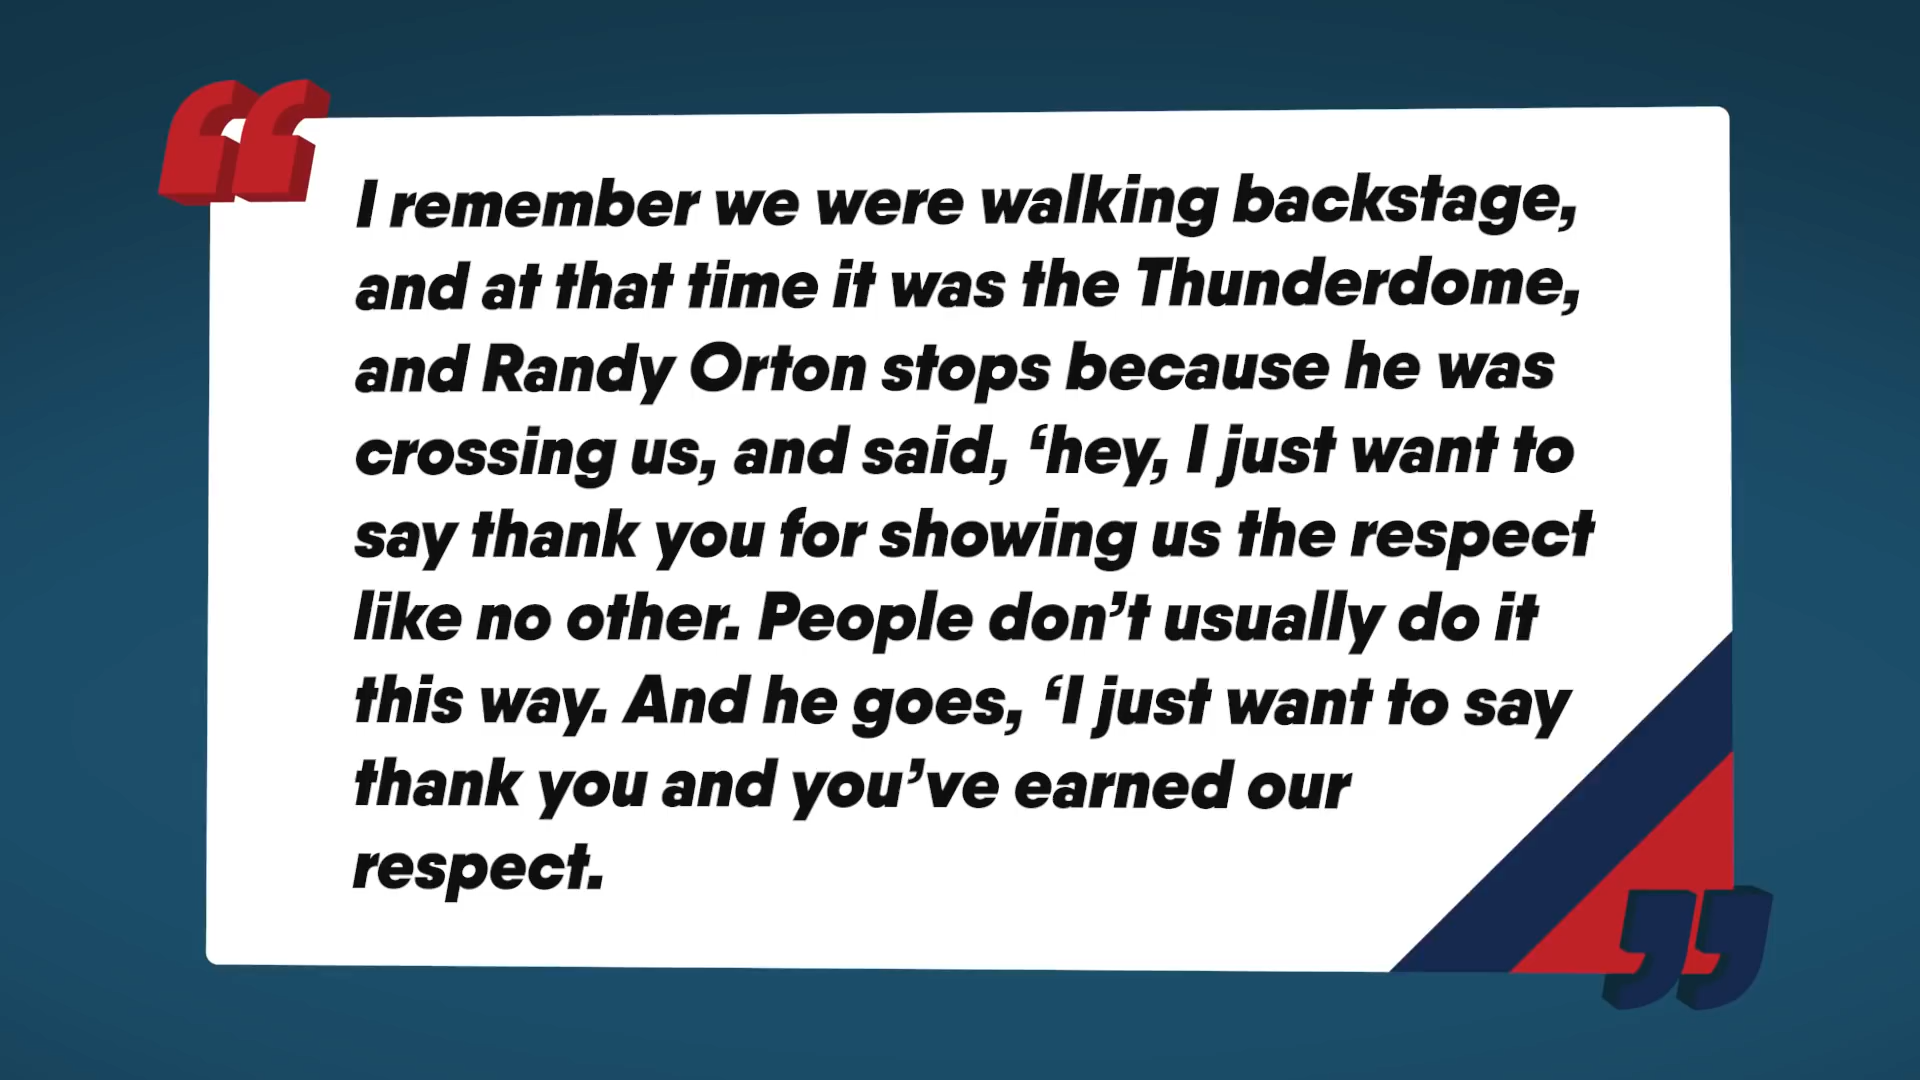 I remember we were walking backstage,
and at that time it was the Thunderdome,
and Randy Orton stops because he was
crossing us, and said, ‘hey, I just want to
say thank you for showing us the respect
like no other. People don’t usually do it
this way. And he goes, ‘I just want to say
thank you and you’ve earned our
respect.